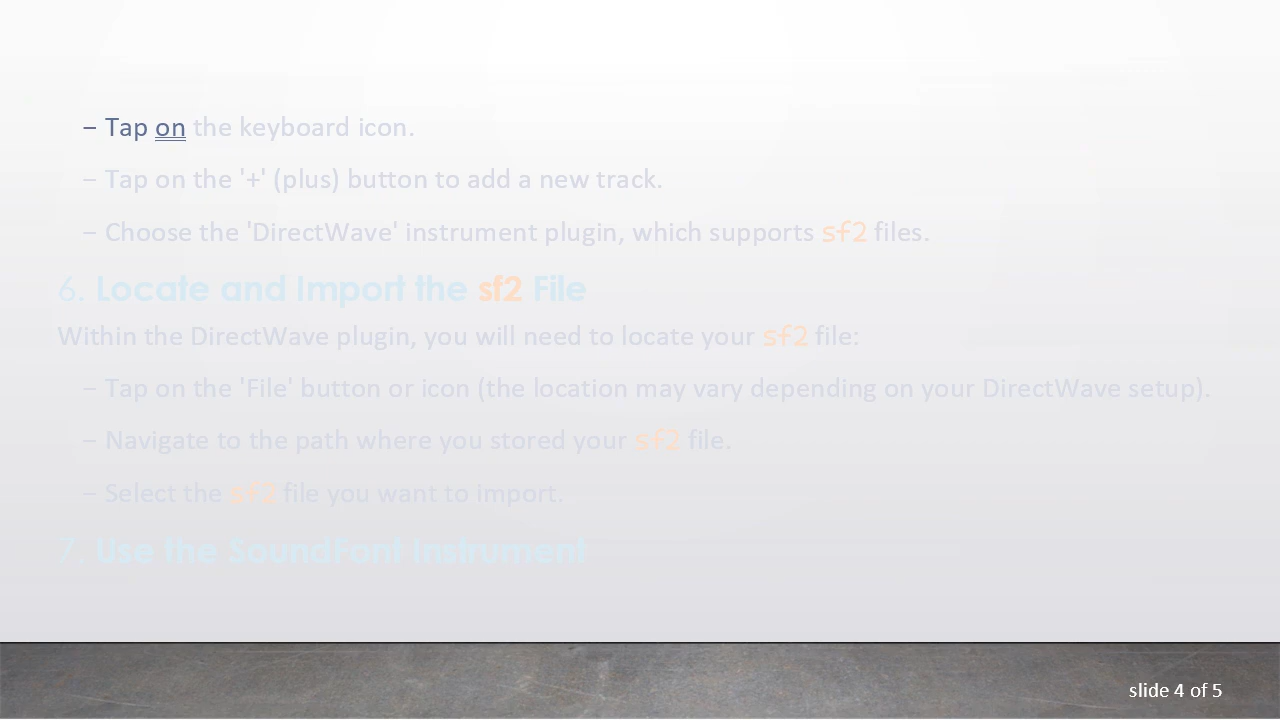 – Tap on the keyboard icon.
– Tap on the '+' (plus) button to add a new track.
– Choose the 'DirectWave' instrument plugin, which supports sf2 files.
6. Locate and Import the sf2 File
Within the DirectWave plugin, you will need to locate your sf2 file:
– Tap on the 'File' button or icon (the location may vary depending on your DirectWave setup).
– Navigate to the path where you stored your sf2 file.
– Select the sf2 file you want to import.
7. Use the SoundFont Instrument
slide 4 of 5